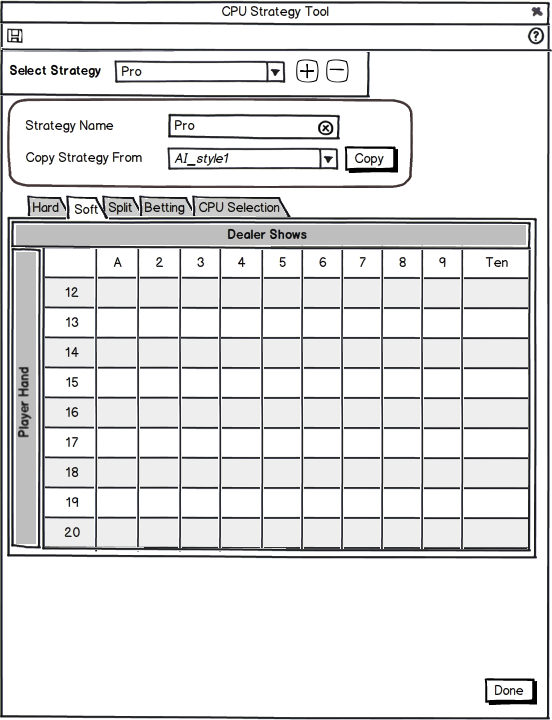 CPU Strategy Tool
?
Select Strategy Pro + −
Strategy Name Pro
Copy Strategy From AI_style1 Copy
Hard Soft Split Betting CPU Selection
Dealer Shows
A 2 3 4 5 6 7 8 9 Ten
Player Hand
12
13
14
15
16
17
18
19
20
Done